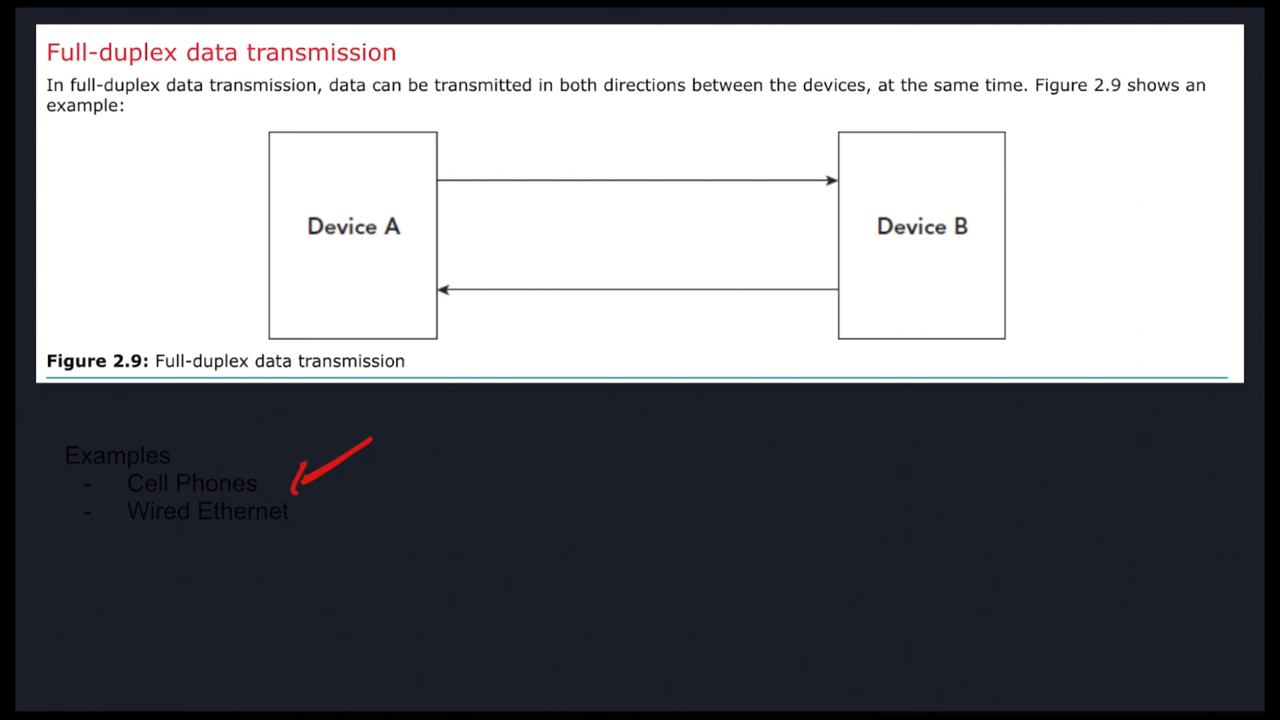 Full-duplex data transmission
In full-duplex data transmission, data can be transmitted in both directions between the devices, at the same time. Figure 2.9 shows an
example:
Device A
Device B
Figure 2.9: Full-duplex data transmission
Examples
- Cell Phones
- Wired Ethernet